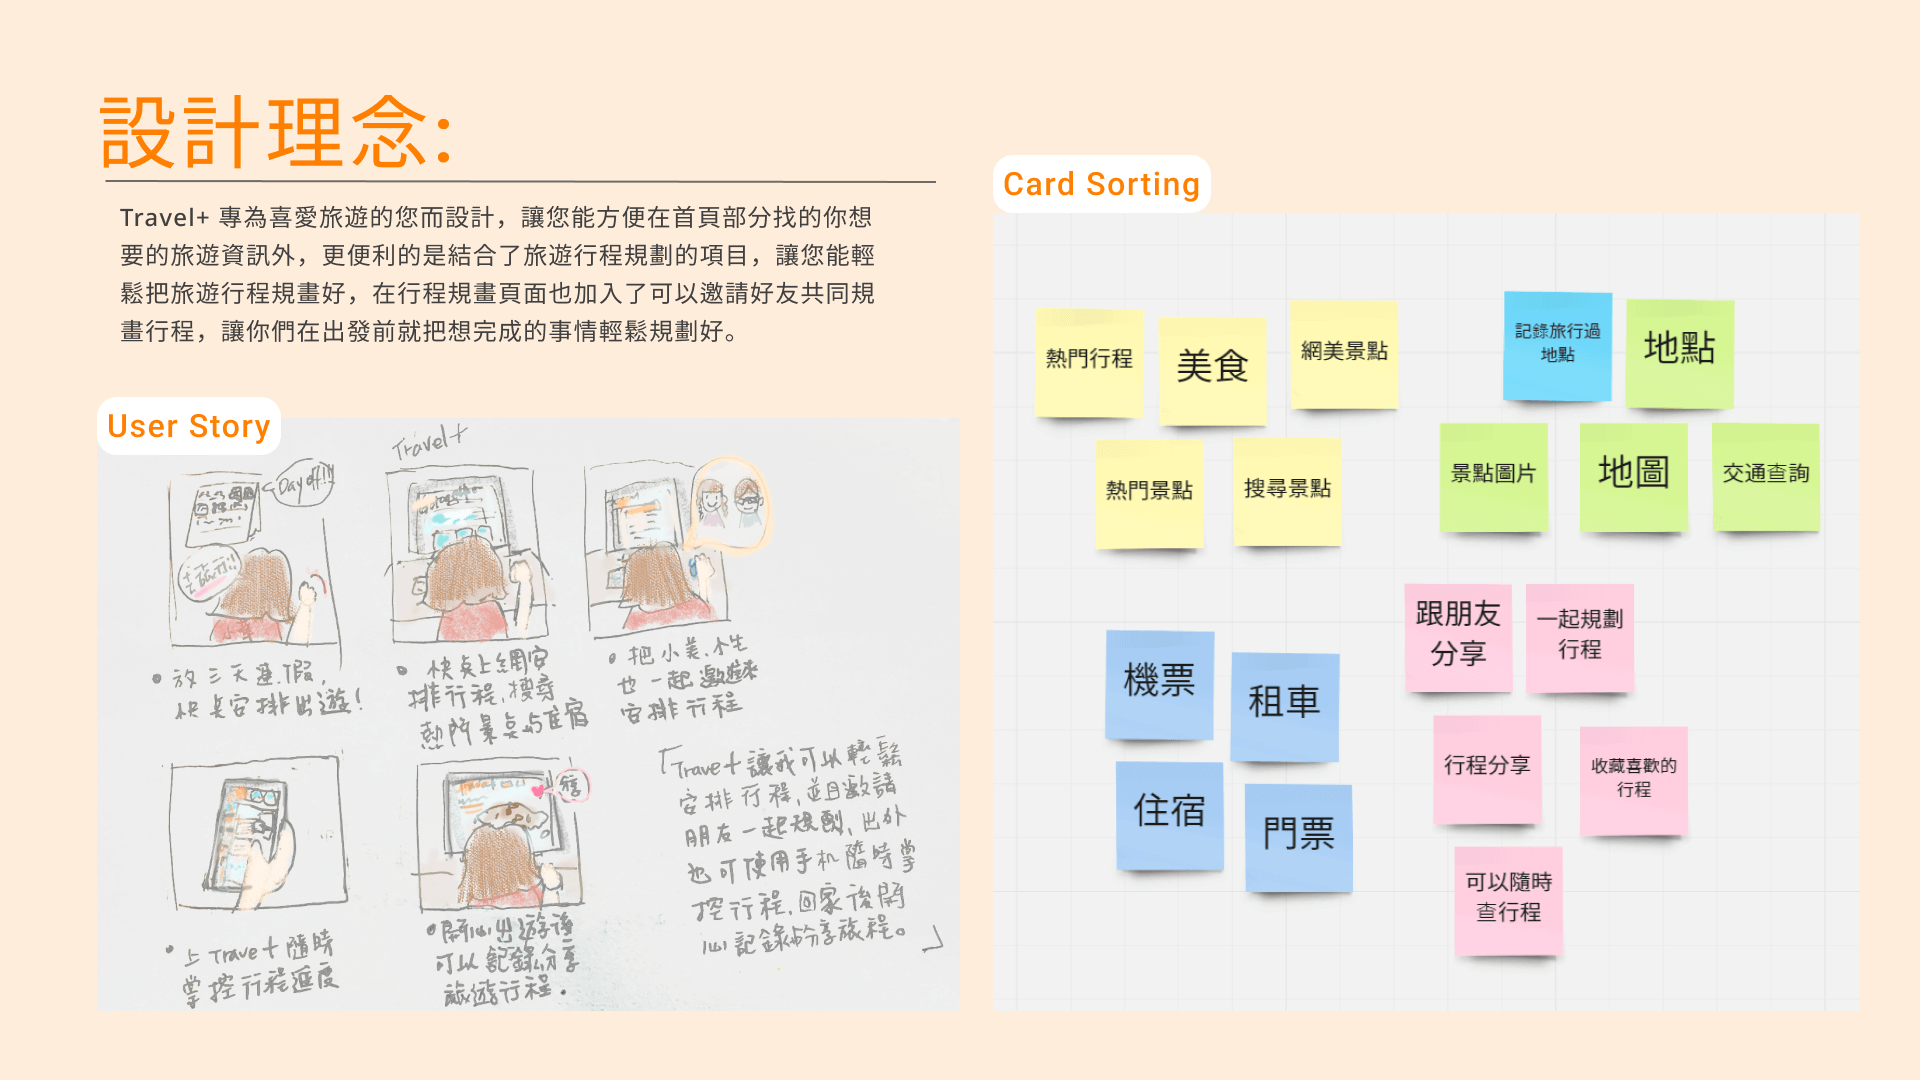 設計理念:
Travel+ 專為喜愛旅遊的您而設計，讓您能方便在首頁部分找的你想
要的旅遊資訊外，更便利的是結合了旅遊行程規劃的項目，讓您能輕
鬆把旅遊行程規畫好，在行程規畫頁面也加入了可以邀請好友共同規
畫行程，讓你們在出發前就把想完成的事情輕鬆規劃好。
User Story
Travel+
Day off!!
去旅行!!
• 放三天連假,
快桌安排出遊!
• 快桌上網安
排行程,搜尋
熱門景点与住宿
• 把小美、小生
也一起邀進來
安排行程
• 上 Trave+ 隨時
掌控行程進度
• 開心出遊後
可以記錄分享
旅遊行程.
「Trave+ 讓我可以輕鬆
安排行程,並且邀請
朋友一起規劃,出外
也可使用手机隨時掌
控行程,回家後開
心記錄分享旅程。」
Card Sorting
熱門行程
美食
網美景點
熱門景點
搜尋景點
記錄旅行過
地點
地點
景點圖片
地圖
交通查詢
機票
租車
住宿
門票
跟朋友
分享
一起規劃
行程
行程分享
收藏喜歡的
行程
可以隨時
查行程